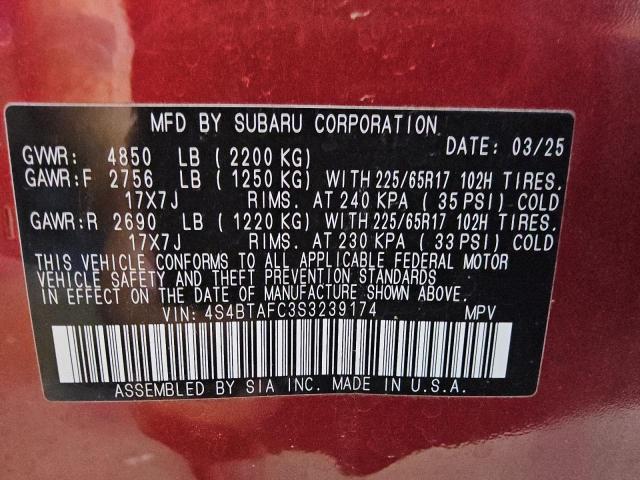 MFD BY SUBARU CORPORATION
DATE: 03/25
GVWR: 4850 LB ( 2200 KG)
GAWR:F 2756 LB ( 1250 KG) WITH 225/65R17 102H TIRES.
17X7J RIMS. AT 240 KPA ( 35 PSI) COLD
GAWR:R 2690 LB ( 1220 KG) WITH 225/65R17 102H TIRES.
17X7J RIMS. AT 230 KPA ( 33 PSI) COLD
THIS VEHICLE CONFORMS TO ALL APPLICABLE FEDERAL MOTOR
VEHICLE SAFETY AND THEFT PREVENTION STANDARDS
IN EFFECT ON THE DATE OF MANUFACTURE SHOWN ABOVE.
VIN: 4S4BTAFC3S3239174 MPV
ASSEMBLED BY SIA INC. MADE IN U.S.A.